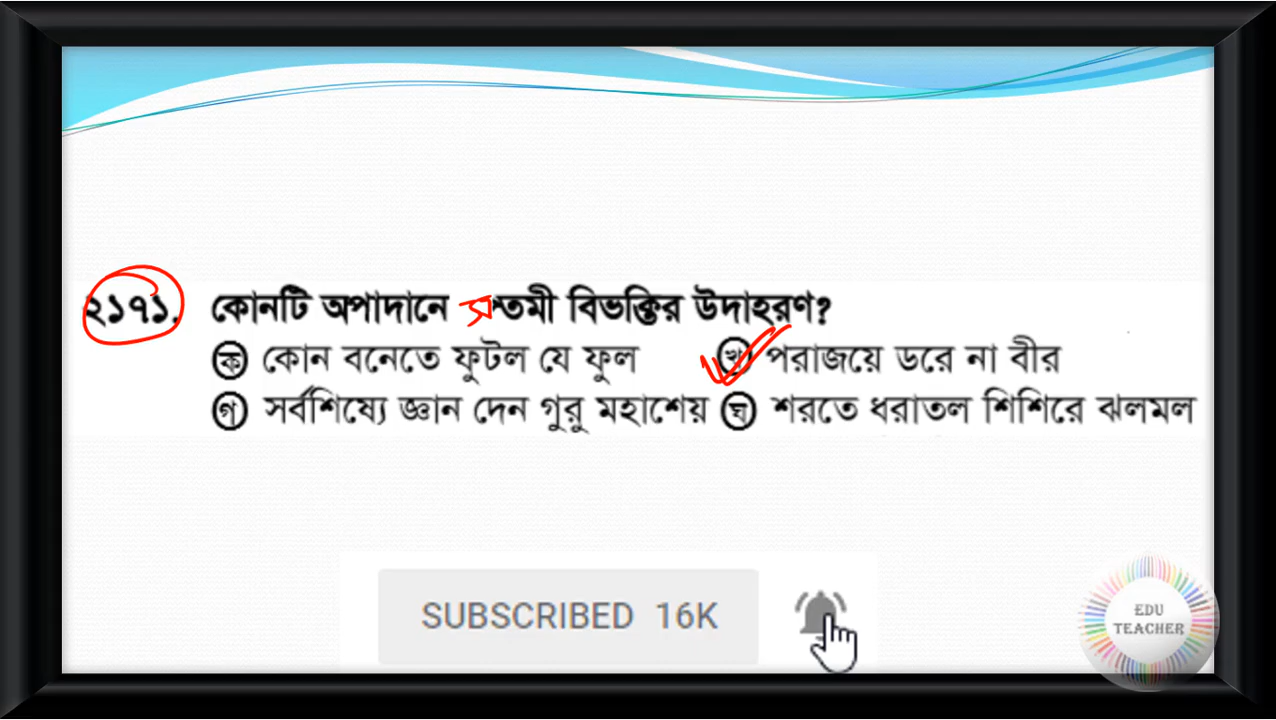 ২১৭১. কোনটি অপাদানে সপ্তমী বিভক্তির উদাহরণ?
ক কোন বনেতে ফুটল যে ফুল খ পরাজয়ে ডরে না বীর
গ সর্বশিষ্যে জ্ঞান দেন গুরু মহাশেয় ঘ শরতে ধরাতল শিশিরে ঝলমল
SUBSCRIBED 16K
EDU
TEACHER